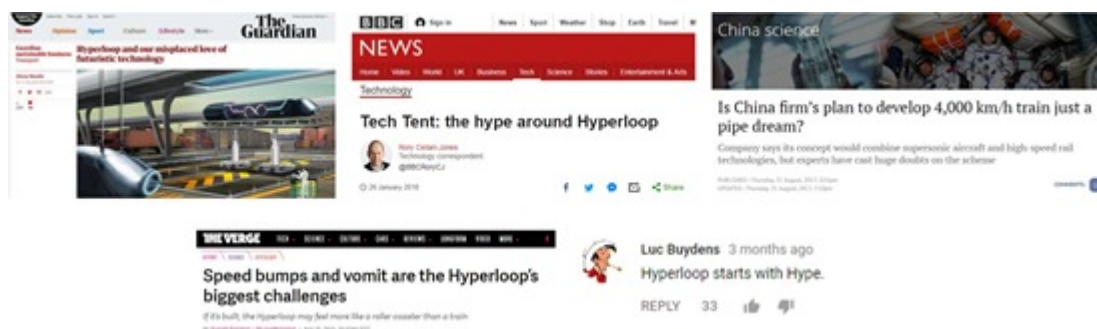 The
Guardian
News Opinion Sport Culture Lifestyle More
Hyperloop and our misplaced love of
futuristic technology
BBC Sign in News Sport Weather Shop Earth Travel
NEWS
Home Video World UK Business Tech Science Stories Entertainment & Arts
Technology
Tech Tent: the hype around Hyperloop
Rory Cellan-Jones
Technology correspondent
@BBCRoryCJ
26 January 2018
Share
China science
Is China firm's plan to develop 4,000 km/h train just a
pipe dream?
Company says its concept would combine supersonic aircraft and high-speed rail
technologies, but experts have cast huge doubts on the scheme
THE VERGE TECH SCIENCE CULTURE CARS REVIEWS LONGFORM VIDEO MORE
Speed bumps and vomit are the Hyperloop's
biggest challenges
If it's built, the Hyperloop may feel more like a roller coaster than a train
Luc Buydens 3 months ago
Hyperloop starts with Hype.
REPLY 33